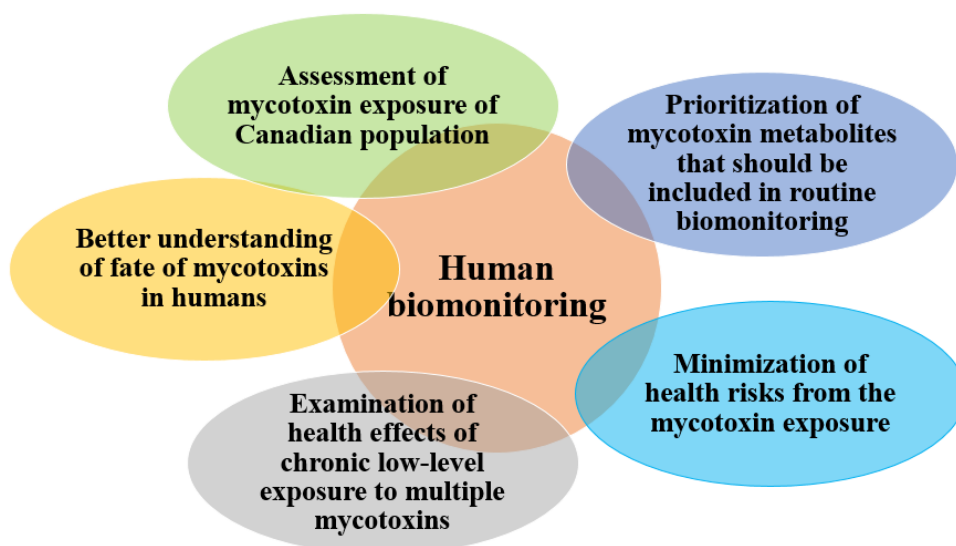 Assessment of
mycotoxin exposure of
Canadian population
Prioritization of
mycotoxin metabolites
that should be
included in routine
biomonitoring
Better understanding
of fate of mycotoxins
in humans
Human
biomonitoring
Minimization of
health risks from the
mycotoxin exposure
Examination of
health effects of
chronic low-level
exposure to multiple
mycotoxins